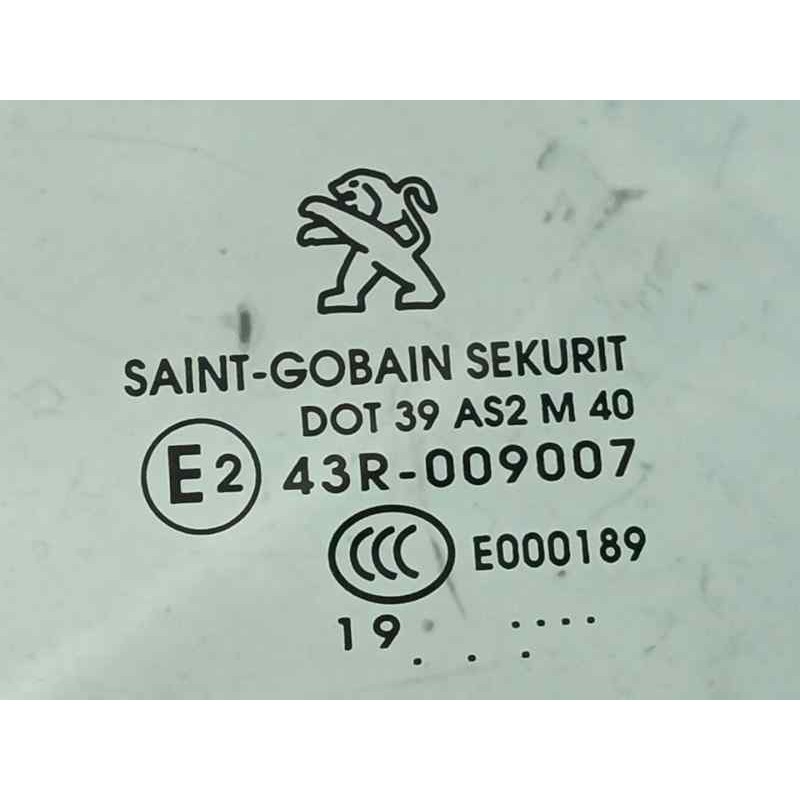 SAINT-GOBAIN SEKURIT
DOT 39 AS2 M 40
E2 43R-009007
CCC E000189
19 . . . . . . .